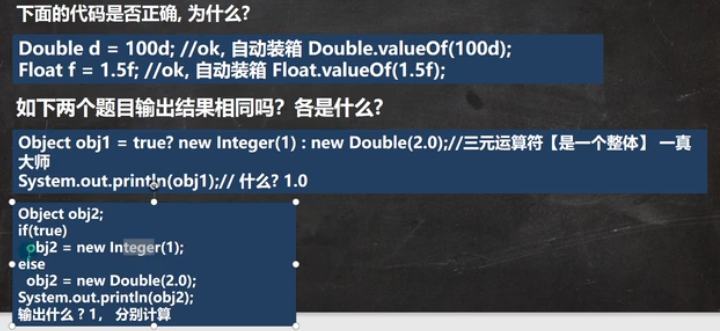 下面的代码是否正确, 为什么?
Double d = 100d; //ok, 自动装箱 Double.valueOf(100d);
Float f = 1.5f; //ok, 自动装箱 Float.valueOf(1.5f);
如下两个题目输出结果相同吗？各是什么?
Object obj1 = true? new Integer(1) : new Double(2.0);//三元运算符【是一个整体】 一真
大师
System.out.println(obj1);// 什么? 1.0
Object obj2;
if(true)
obj2 = new Integer(1);
else
obj2 = new Double(2.0);
System.out.println(obj2);
输出什么 ? 1， 分别计算